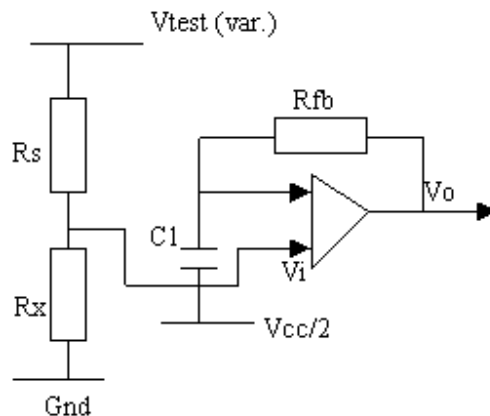 Vtest (var.)
Rfb
Rs
Vo
C1
Vi
Rx
Vcc/2
Gnd